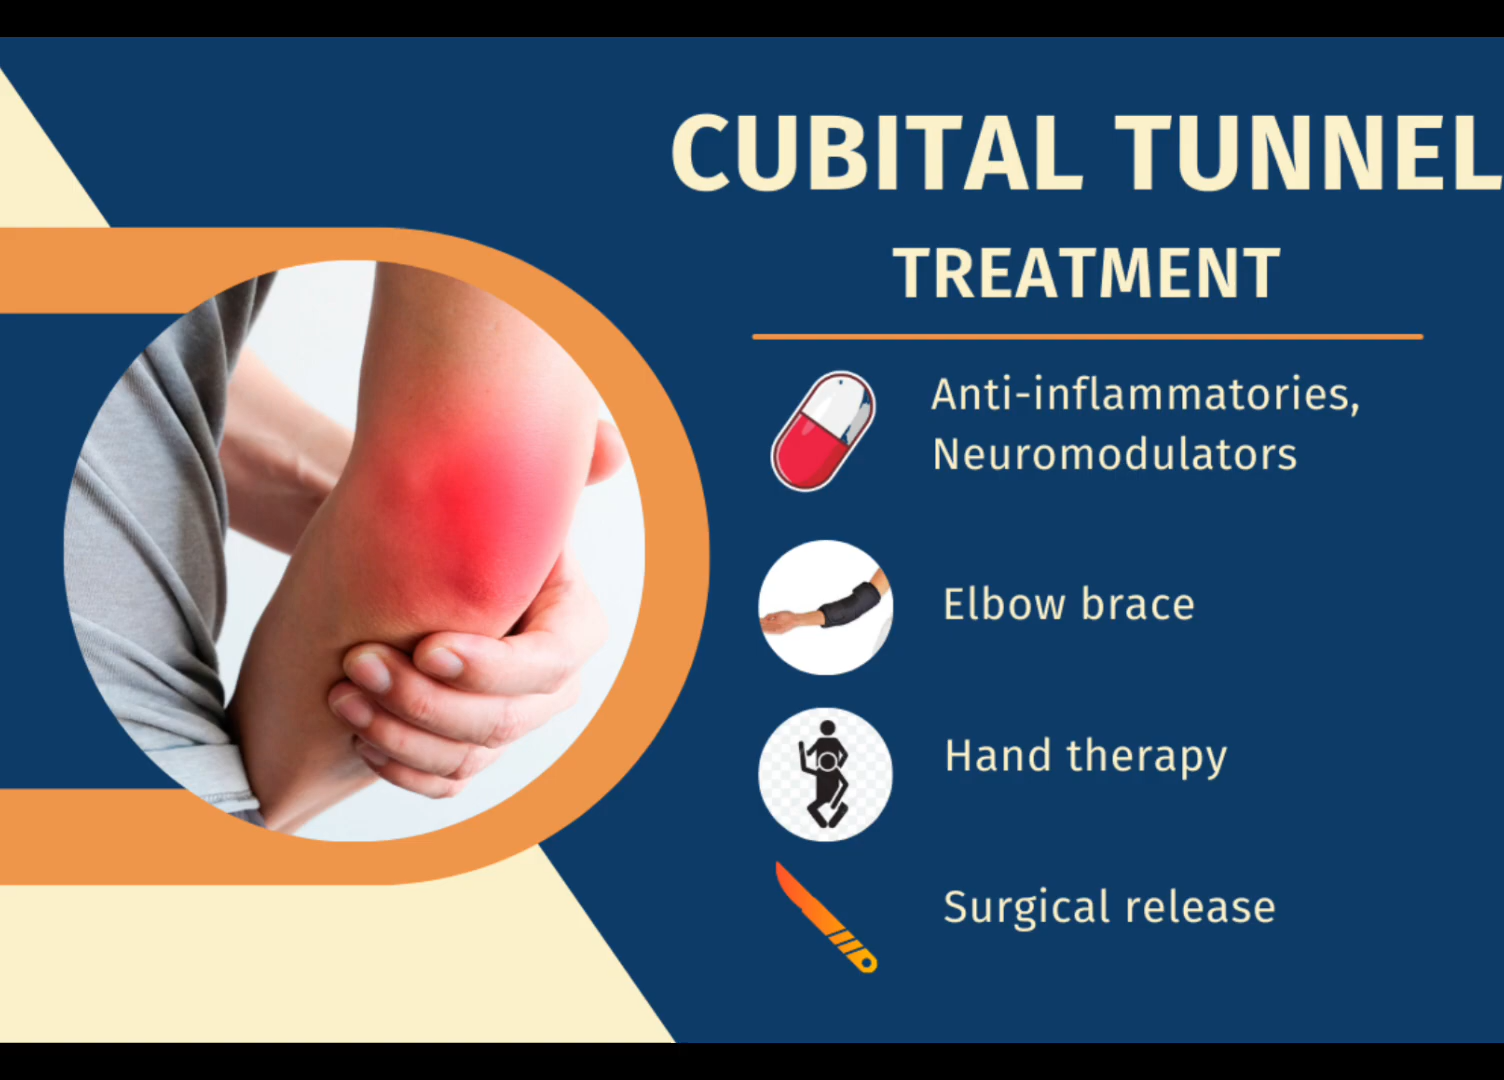 CUBITAL TUNNEL
TREATMENT
Anti-inflammatories,
Neuromodulators
Elbow brace
Hand therapy
Surgical release